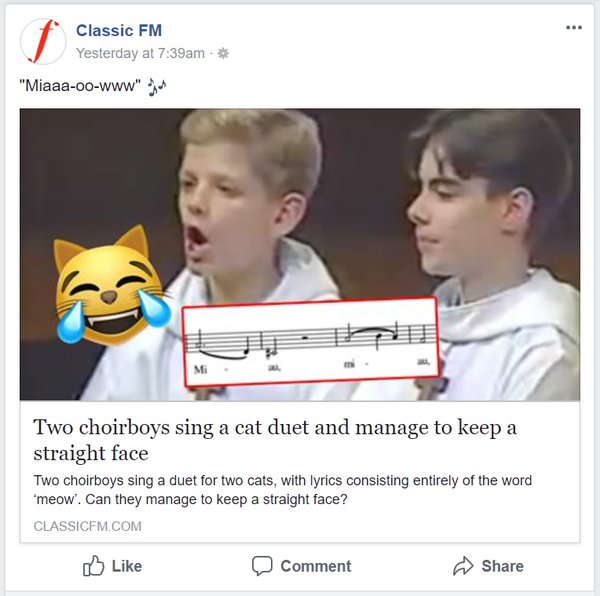 Classic FM
Yesterday at 7:39am ·
"Miaaa-oo-www" 🎶
Mi - au, mi - au,
Two choirboys sing a cat duet and manage to keep a
straight face
Two choirboys sing a duet for two cats, with lyrics consisting entirely of the word
‘meow’. Can they manage to keep a straight face?
CLASSICFM.COM
Like Comment Share